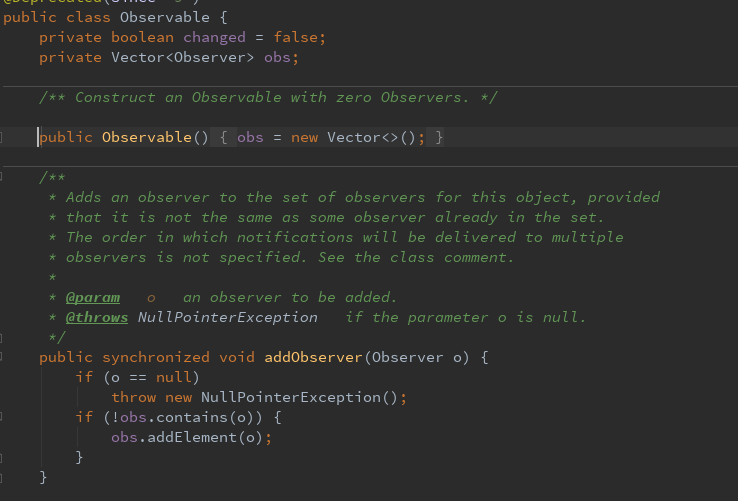 @Deprecated(since="9")
public class Observable {
private boolean changed = false;
private Vector<Observer> obs;
/** Construct an Observable with zero Observers. */
public Observable() { obs = new Vector<>(); }
/**
* Adds an observer to the set of observers for this object, provided
* that it is not the same as some observer already in the set.
* The order in which notifications will be delivered to multiple
* observers is not specified. See the class comment.
*
* @param o an observer to be added.
* @throws NullPointerException if the parameter o is null.
*/
public synchronized void addObserver(Observer o) {
if (o == null)
throw new NullPointerException();
if (!obs.contains(o)) {
obs.addElement(o);
}
}